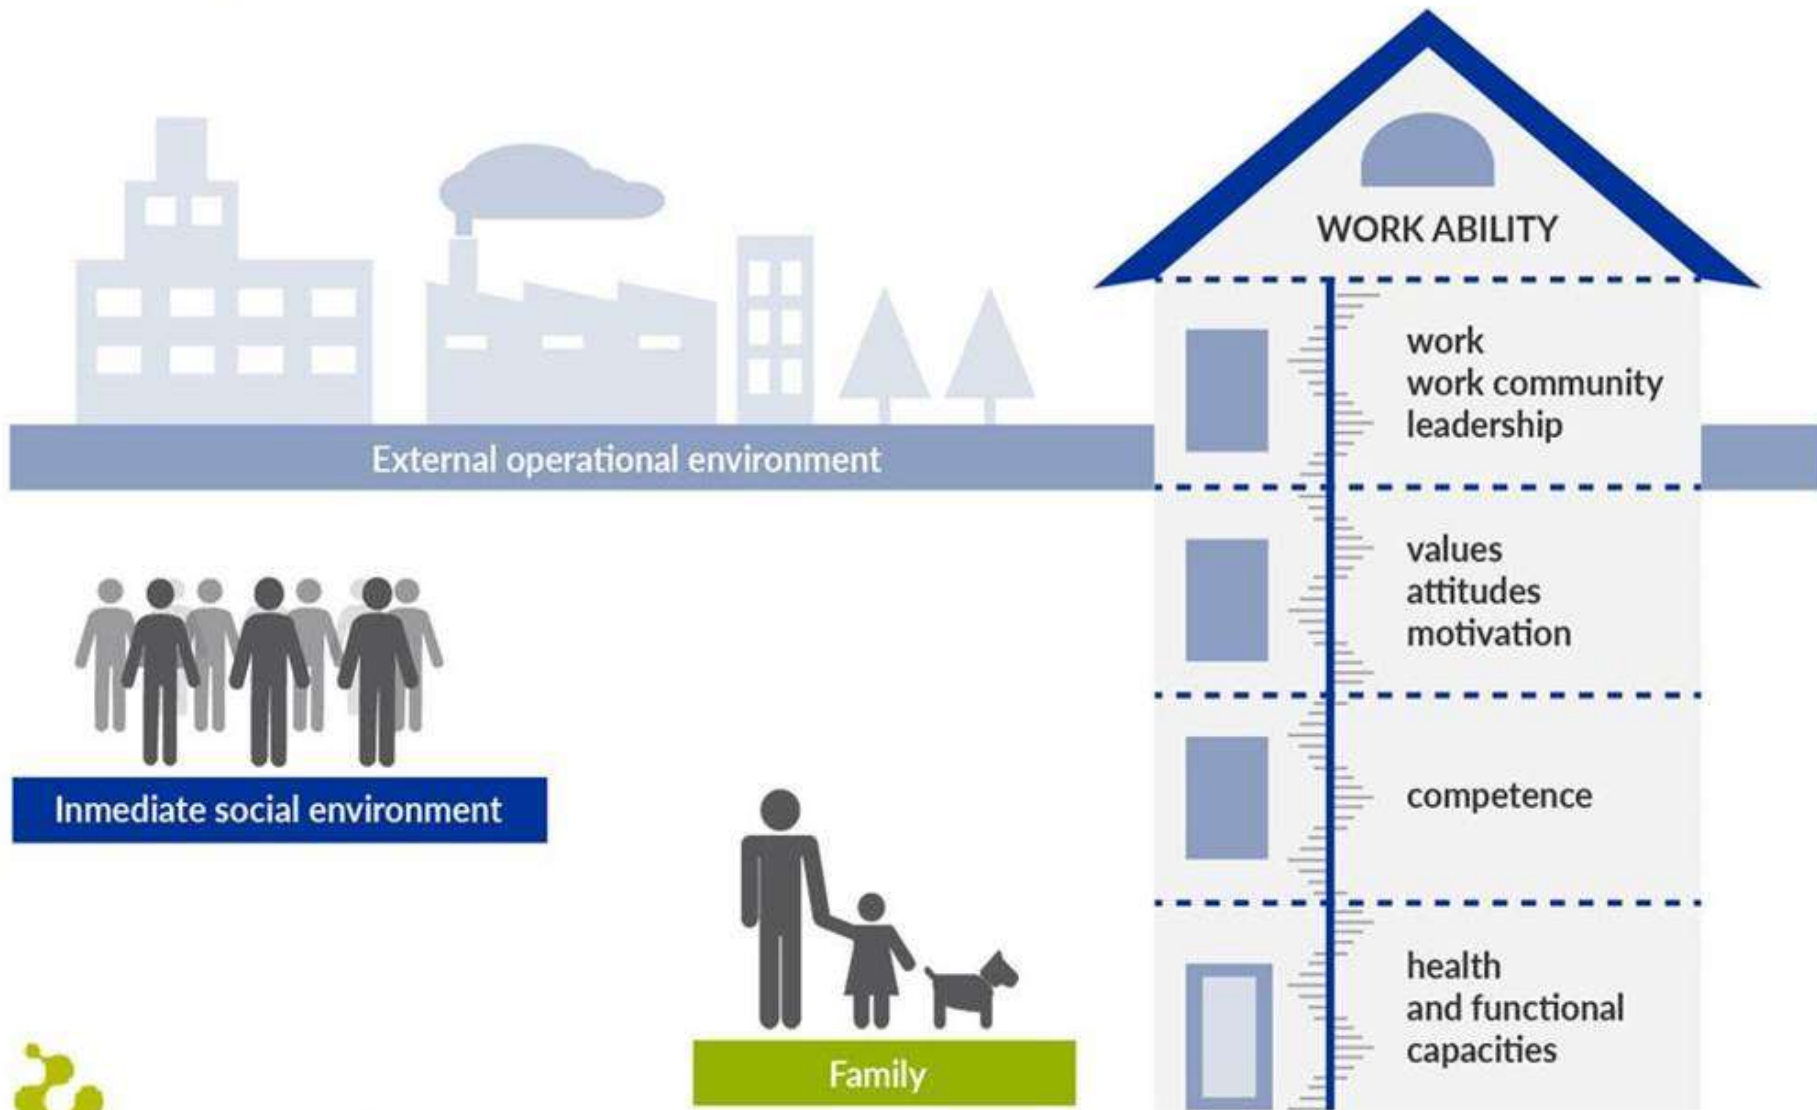 WORK ABILITY
work
work community
leadership
External operational environment
values
attitudes
motivation
Inmediate social environment
competence
health
and functional
capacities
Family